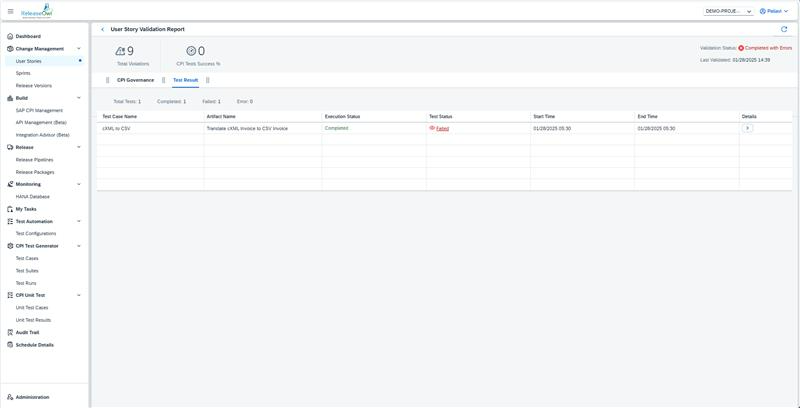 ReleaseOwl
DEMO-PROJE...
Pallavi
User Story Validation Report
Dashboard
Change Management
User Stories
Sprints
Release Versions
Build
SAP CPI Management
API Management (Beta)
Integration Advisor (Beta)
Release
Release Pipelines
Release Packages
Monitoring
HANA Database
My Tasks
Test Automation
Test Configurations
CPI Test Generator
Test Cases
Test Suites
Test Runs
CPI Unit Test
Unit Test Cases
Unit Test Results
Audit Trail
Schedule Details
Administration
9
Total Violations
0
CPI Tests Success %
Validation Status: Completed with Errors
Last Validated: 01/28/2025 14:39
CPI Governance Test Result
Total Tests: 1 Completed: 1 Failed: 1 Error: 0
Test Case Name Artifact Name Execution Status Test Status Start Time End Time Details
cXML to CSV Translate cXML Invoice to CSV Invoice Completed Failed 01/28/2025 05:30 01/28/2025 05:30